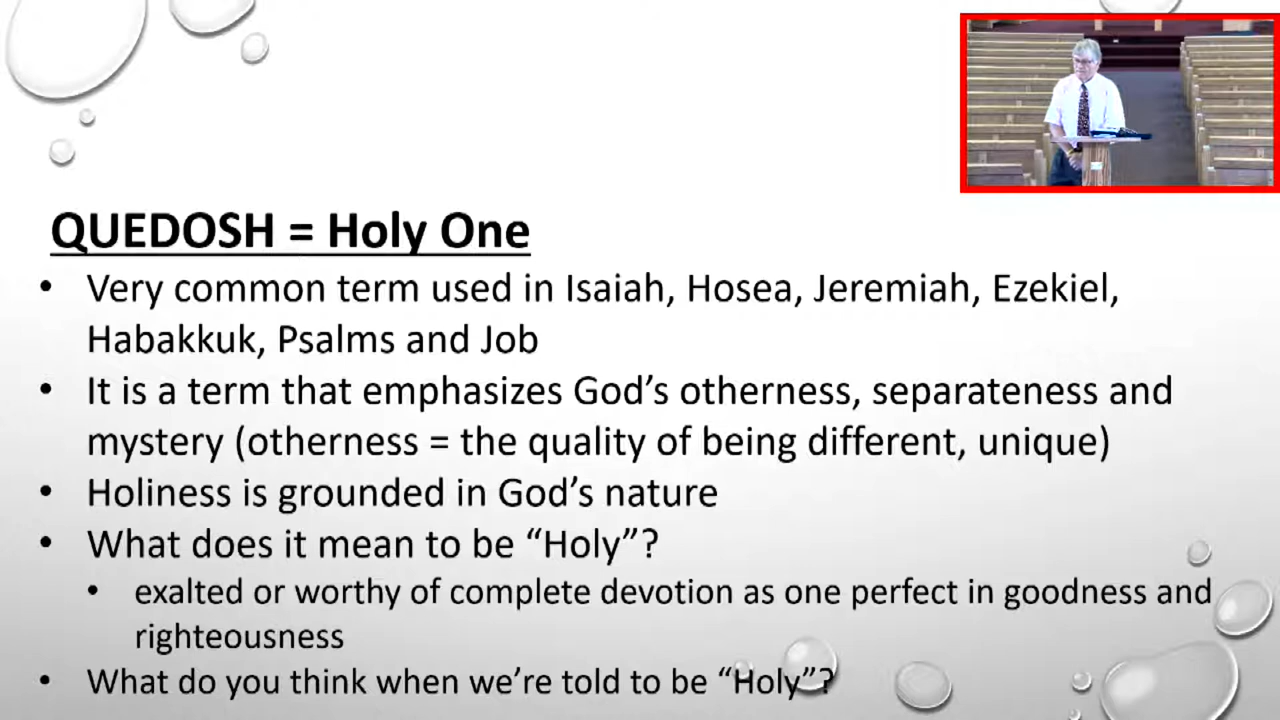 QUEDOSH = Holy One
• Very common term used in Isaiah, Hosea, Jeremiah, Ezekiel,
Habakkuk, Psalms and Job
• It is a term that emphasizes God’s otherness, separateness and
mystery (otherness = the quality of being different, unique)
• Holiness is grounded in God’s nature
• What does it mean to be “Holy”?
• exalted or worthy of complete devotion as one perfect in goodness and
righteousness
• What do you think when we’re told to be “Holy”?